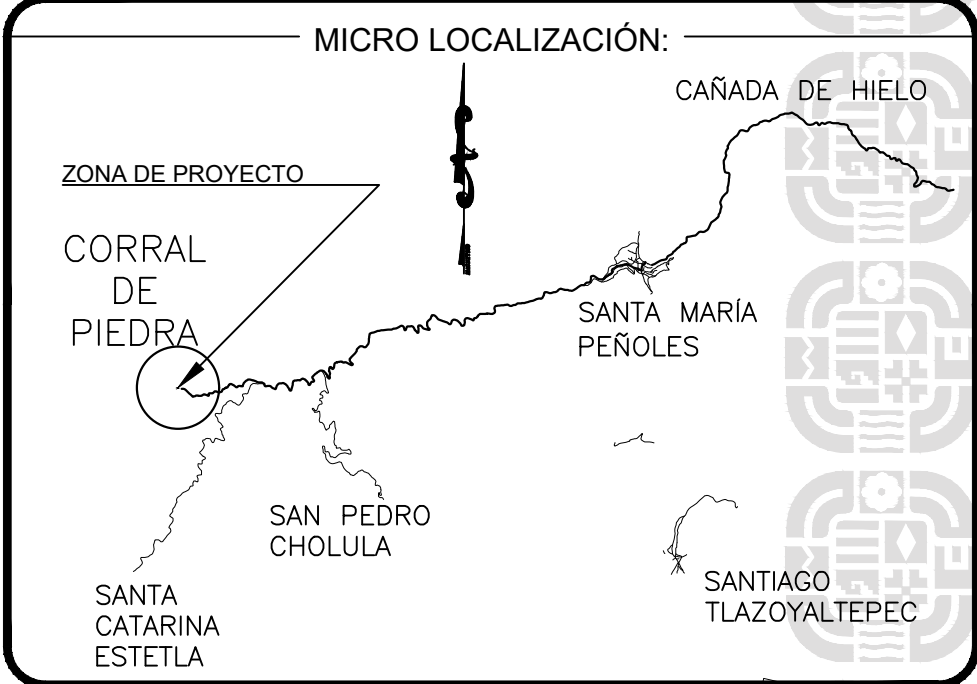 MICRO LOCALIZACIÓN:
CAÑADA DE HIELO
ZONA DE PROYECTO
CORRAL
DE
PIEDRA
SANTA MARÍA
PEÑOLES
SAN PEDRO
CHOLULA
SANTIAGO
TLAZOYALTEPEC
SANTA
CATARINA
ESTETLA